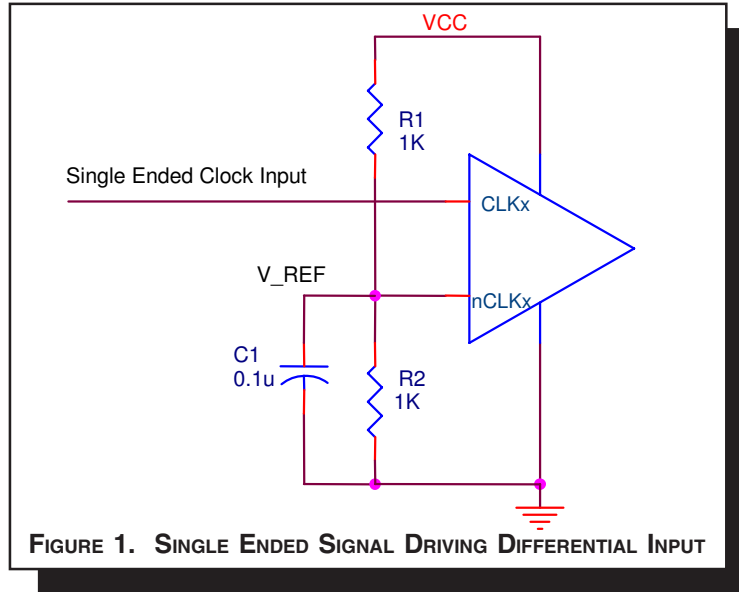 VCC
R1
1K
Single Ended Clock Input
CLKx
V_REF
nCLKx
C1
0.1u
R2
1K
FIGURE 1. SINGLE ENDED SIGNAL DRIVING DIFFERENTIAL INPUT